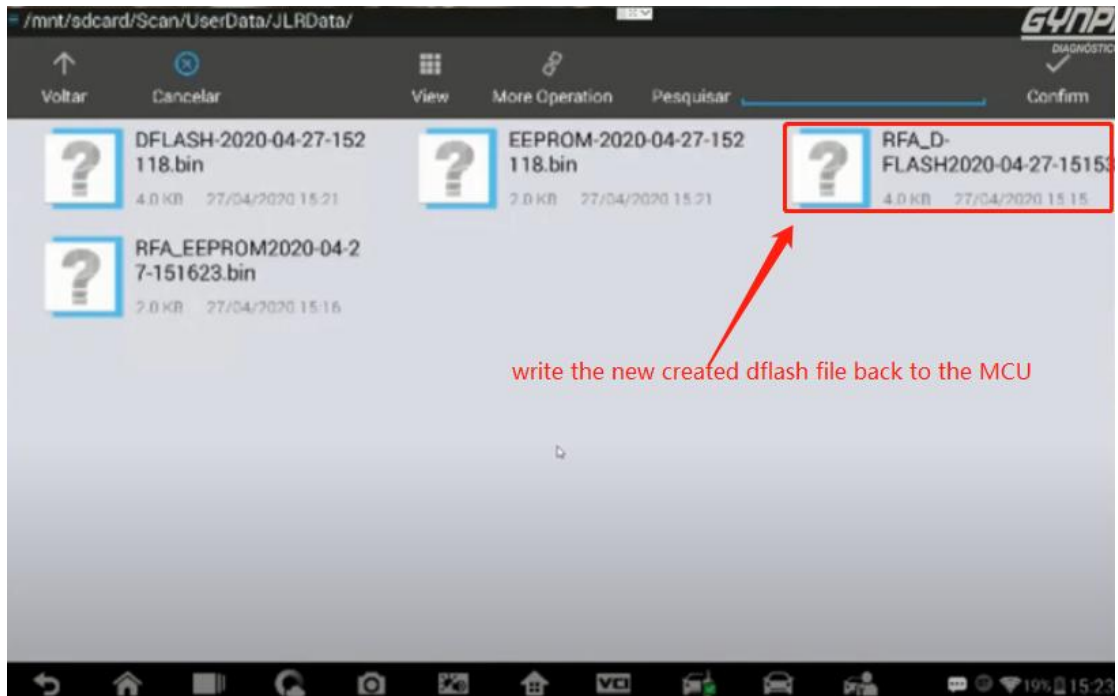 /mnt/sdcard/Scan/UserData/JLRData/
DIAGNÓSTIC
Voltar
Cancelar
View
More Operation
Pesquisar
Confirm
DFLASH-2020-04-27-152
118.bin
4.0 KB 27/04/2020 15:21
EEPROM-2020-04-27-152
118.bin
2.0 KB 27/04/2020 15:21
RFA_D-
FLASH2020-04-27-15153
4.0 KB 27/04/2020 15:15
RFA_EEPROM2020-04-2
7-151623.bin
2.0 KB 27/04/2020 15:16
write the new created dflash file back to the MCU
VCI
19% 15:23